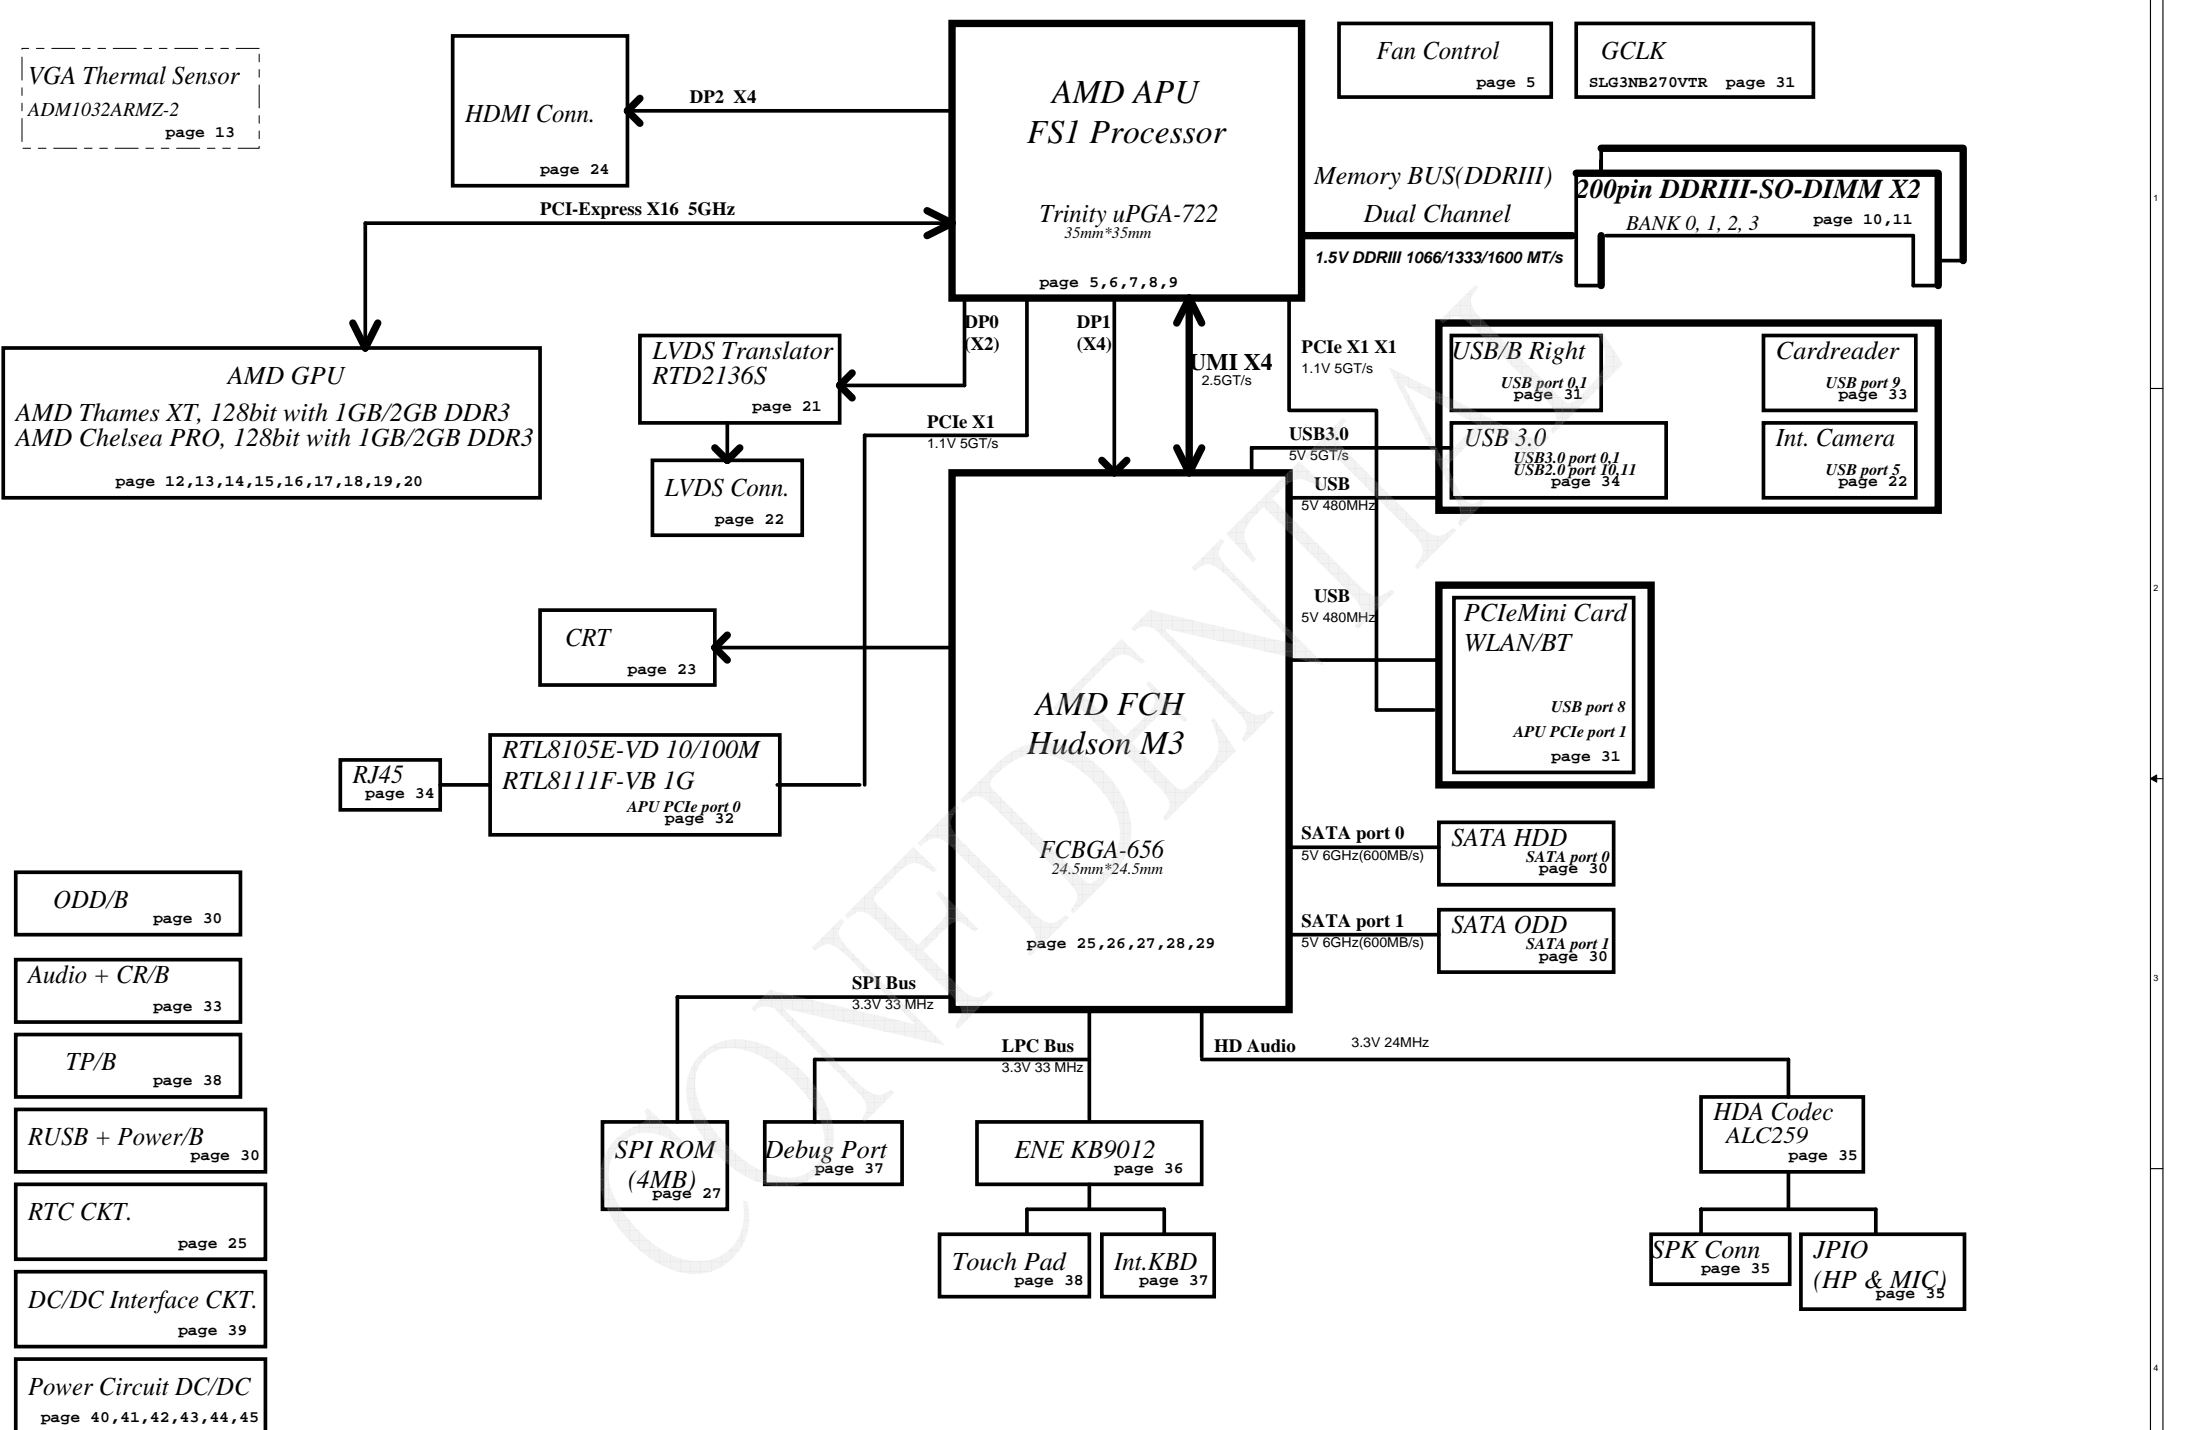 VGA Thermal Sensor
ADM1032ARMZ-2
page 13
HDMI Conn.
page 24
DP2 X4
AMD APU
FS1 Processor
Trinity uPGA-722
35mm*35mm
page 5,6,7,8,9
Fan Control
page 5
GCLK
SLG3NB270VTR page 31
Memory BUS(DDRIII)
Dual Channel
1.5V DDRIII 1066/1333/1600 MT/s
200pin DDRIII-SO-DIMM X2
BANK 0, 1, 2, 3 page 10,11
PCI-Express X16 5GHz
AMD GPU
AMD Thames XT, 128bit with 1GB/2GB DDR3
AMD Chelsea PRO, 128bit with 1GB/2GB DDR3
page 12,13,14,15,16,17,18,19,20
LVDS Translator
RTD2136S
page 21
LVDS Conn.
page 22
DP0
(X2)
DP1
(X4)
UMI X4
2.5GT/s
PCIe X1 X1
1.1V 5GT/s
PCIe X1
1.1V 5GT/s
USB3.0
5V 5GT/s
USB
5V 480MHz
USB/B Right
USB port 0,1
page 31
Cardreader
USB port 9
page 33
USB 3.0
USB3.0 port 0,1
USB2.0 port 10,11
page 34
Int. Camera
USB port 5
page 22
CRT
page 23
USB
5V 480MHz
PCIeMini Card
WLAN/BT
USB port 8
APU PCIe port 1
page 31
AMD FCH
Hudson M3
FCBGA-656
24.5mm*24.5mm
page 25,26,27,28,29
RJ45
page 34
RTL8105E-VD 10/100M
RTL8111F-VB 1G
APU PCIe port 0
page 32
SATA port 0
5V 6GHz(600MB/s)
SATA HDD
SATA port 0
page 30
SATA port 1
5V 6GHz(600MB/s)
SATA ODD
SATA port 1
page 30
ODD/B
page 30
Audio + CR/B
page 33
TP/B
page 38
RUSB + Power/B
page 30
RTC CKT.
page 25
DC/DC Interface CKT.
page 39
Power Circuit DC/DC
page 40,41,42,43,44,45
SPI Bus
3.3V 33 MHz
LPC Bus
3.3V 33 MHz
HD Audio 3.3V 24MHz
SPI ROM
(4MB)
page 27
Debug Port
page 37
ENE KB9012
page 36
Touch Pad
page 38
Int.KBD
page 37
HDA Codec
ALC259
page 35
SPK Conn
page 35
JPIO
(HP & MIC)
page 35
CONFIDENTIAL
1
2
3
4